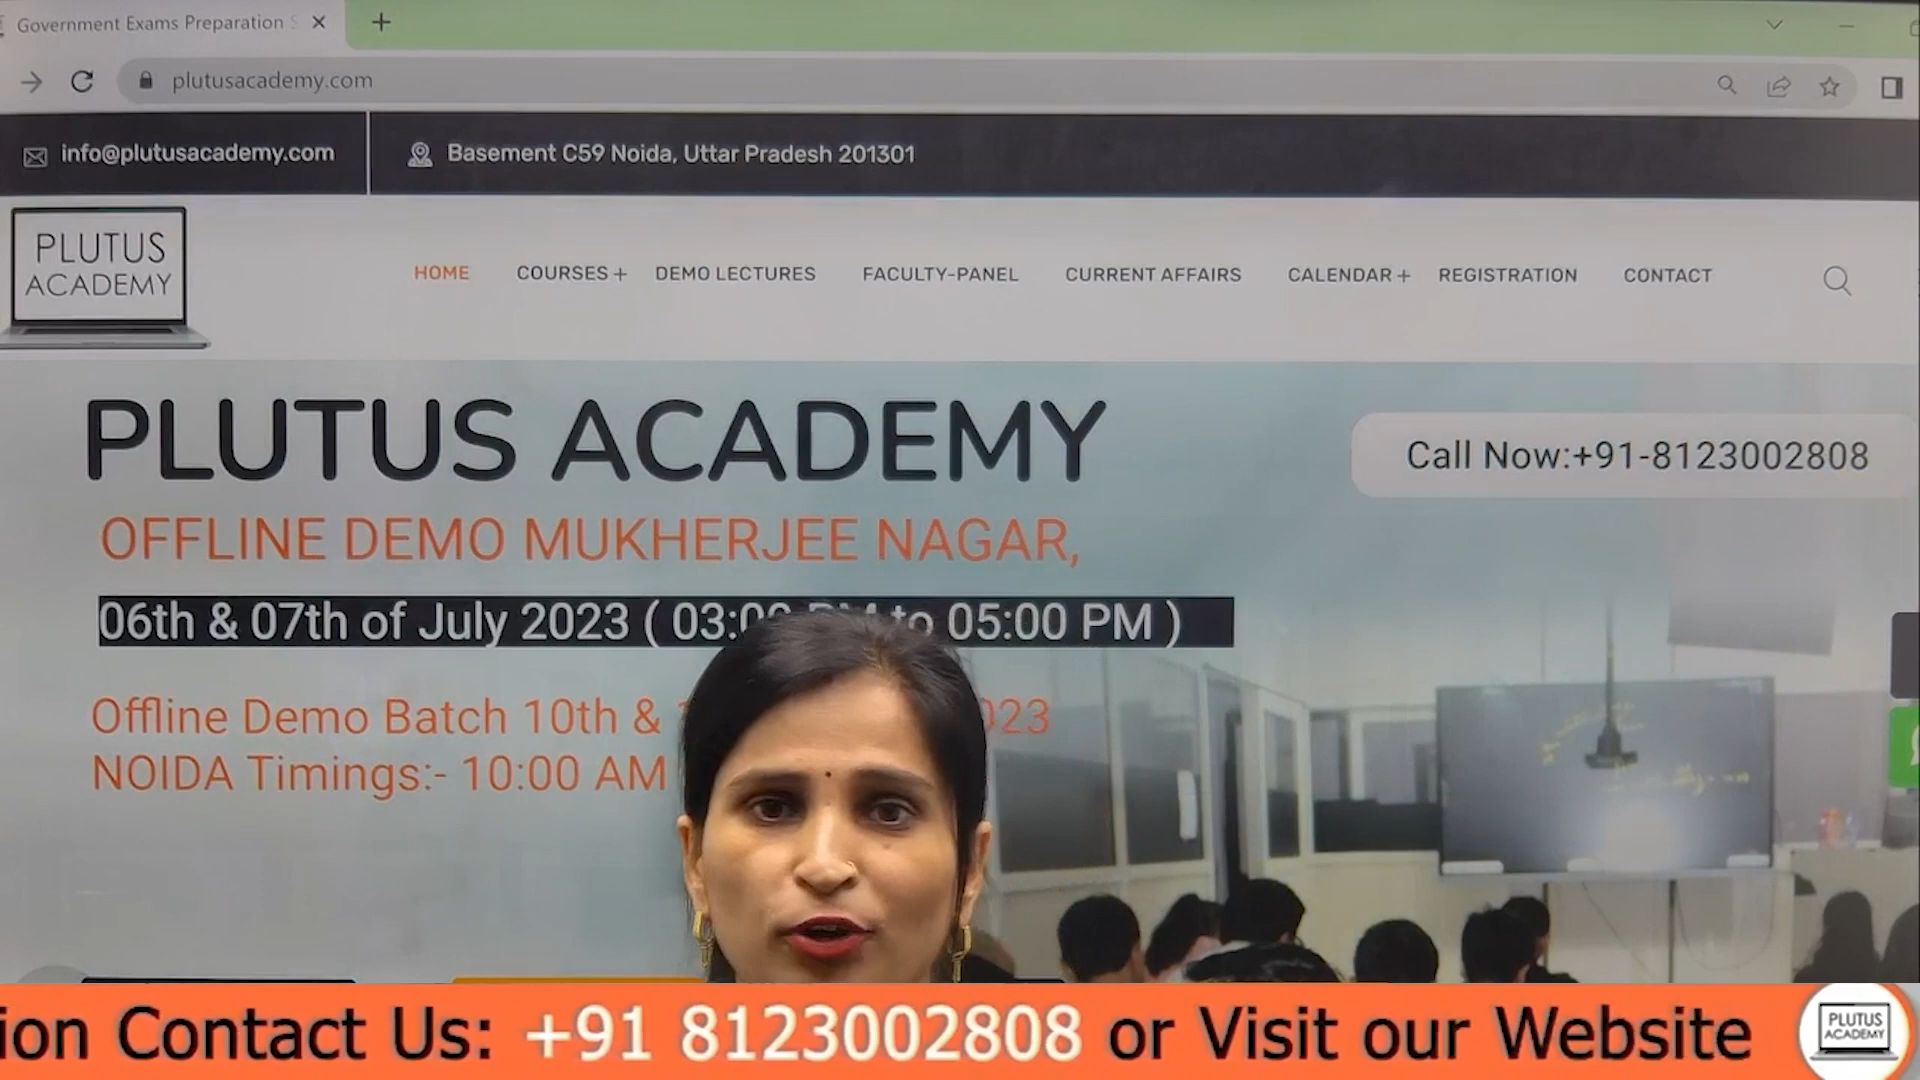 Government Exams Preparation S
plutusacademy.com
info@plutusacademy.com
Basement C59 Noida, Uttar Pradesh 201301
PLUTUS
ACADEMY
HOME
COURSES +
DEMO LECTURES
FACULTY-PANEL
CURRENT AFFAIRS
CALENDAR +
REGISTRATION
CONTACT
PLUTUS ACADEMY
Call Now:+91-8123002808
OFFLINE DEMO MUKHERJEE NAGAR,
06th & 07th of July 2023 ( 03:00 PM to 05:00 PM )
Offline Demo Batch 10th & 023
NOIDA Timings:- 10:00 AM
ion Contact Us: +91 8123002808 or Visit our Website
PLUTUS
ACADEMY